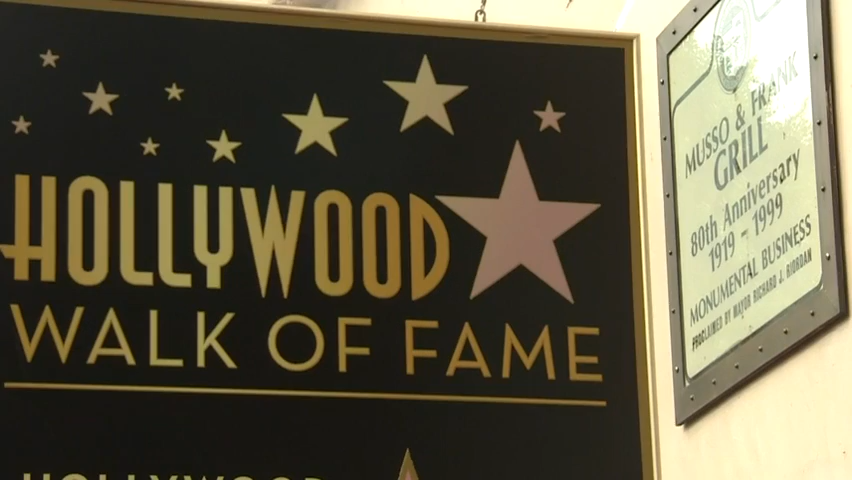 HOLLYWOOD
WALK OF FAME
HOLLYWOOD
MUSSO & FRANK
GRILL
80th Anniversary
1919 - 1999
MONUMENTAL BUSINESS
PROCLAIMED BY MAYOR RICHARD J. RIORDAN